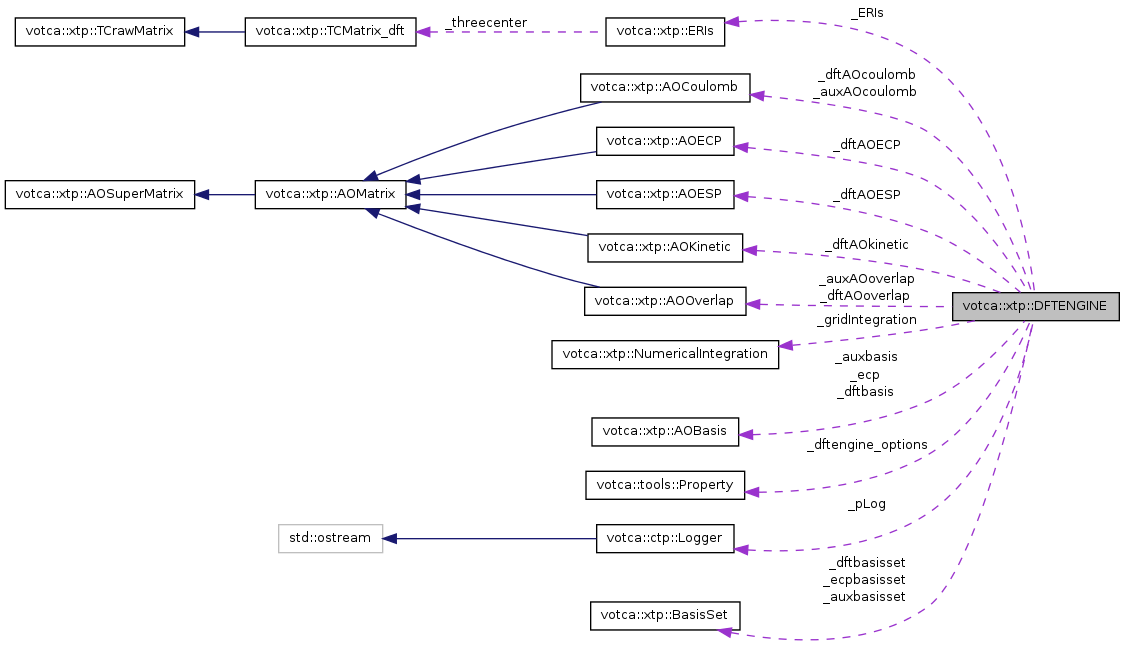 _ERIs
votca::xtp::TCrawMatrix
votca::xtp::TCMatrix_dft
_threecenter
votca::xtp::ERIs
_dftAOcoulomb
_auxAOcoulomb
votca::xtp::AOCoulomb
votca::xtp::AOECP
_dftAOECP
votca::xtp::AOSuperMatrix
votca::xtp::AOMatrix
votca::xtp::AOESP
_dftAOESP
votca::xtp::AOKinetic
_dftAOkinetic
_auxAOoverlap
_dftAOoverlap
votca::xtp::AOOverlap
votca::xtp::DFTENGINE
_gridIntegration
votca::xtp::NumericalIntegration
_auxbasis
_ecp
_dftbasis
votca::xtp::AOBasis
_dftengine_options
votca::tools::Property
_pLog
std::ostream
votca::ctp::Logger
_dftbasisset
_ecpbasisset
_auxbasisset
votca::xtp::BasisSet